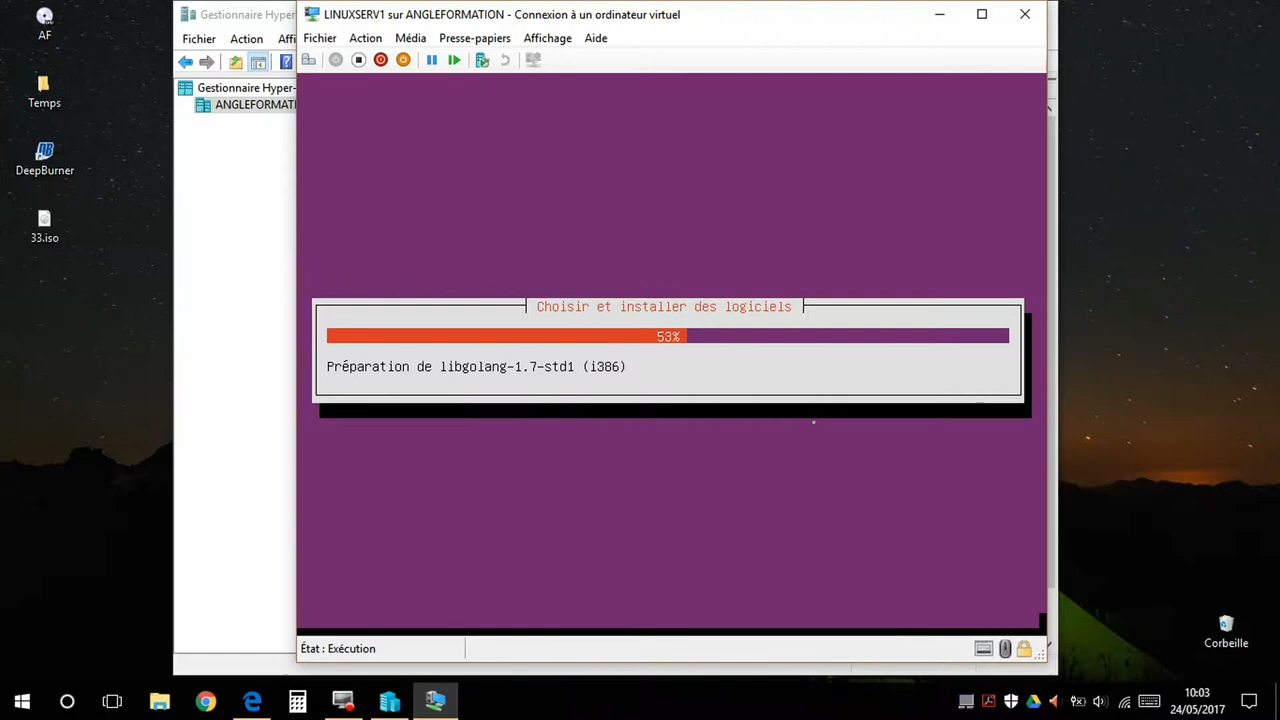 AF
Temps
DeepBurner
33.iso
Gestionnaire Hyper-
Fichier Action Affi
Gestionnaire Hyper-
ANGLEFORMATI
LINUXSERV1 sur ANGLEFORMATION - Connexion à un ordinateur virtuel
Fichier Action Média Presse-papiers Affichage Aide
Choisir et installer des logiciels
53%
Préparation de libgolang-1.7-std1 (i386)
État : Exécution
Corbeille
10:03
24/05/2017